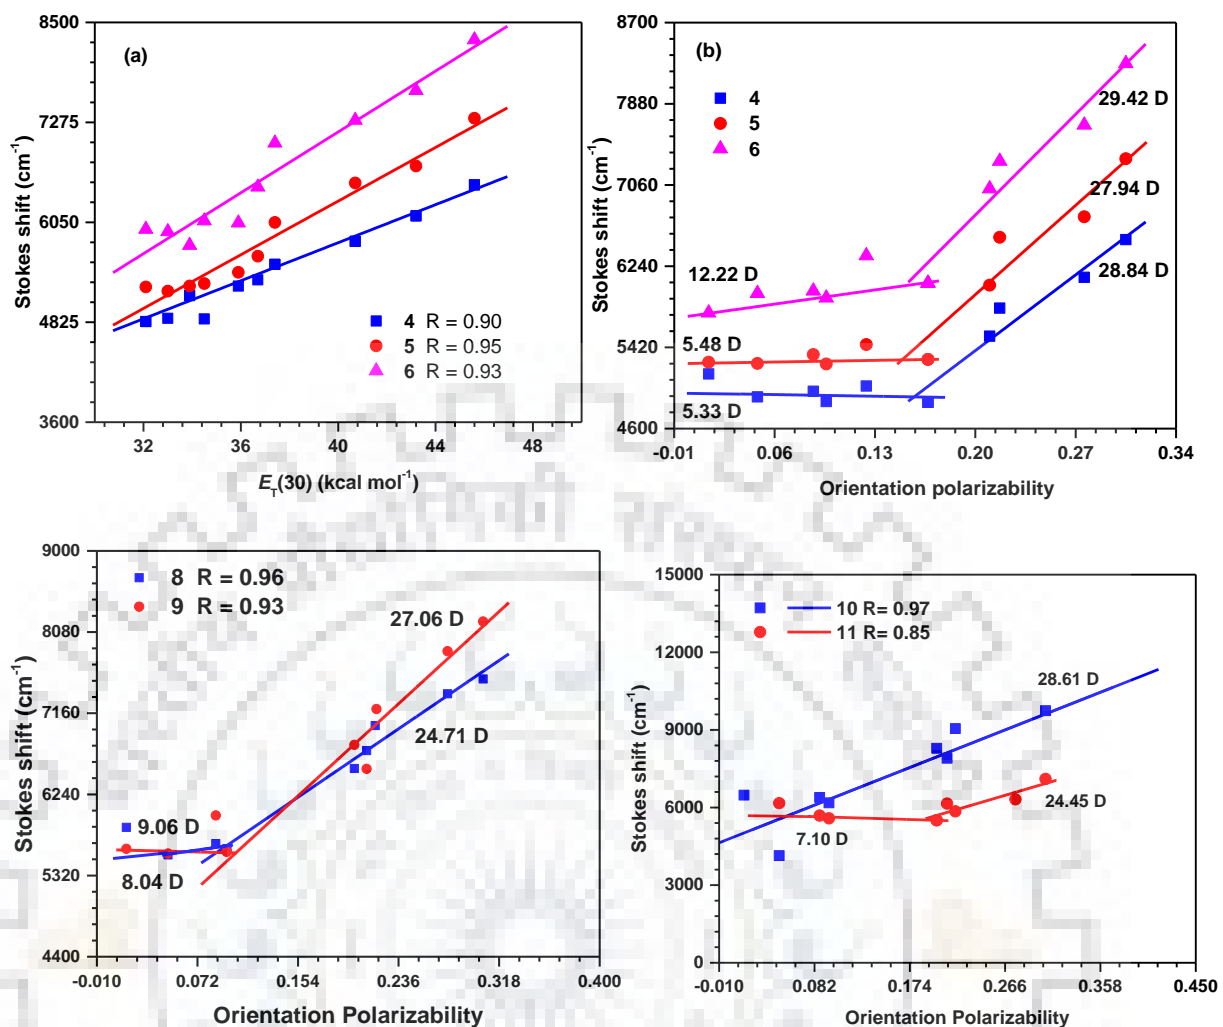 (a)
8500
7275
6050
4825
3600
Stokes shift (cm-1)
4 R = 0.90
5 R = 0.95
6 R = 0.93
32 36 40 44 48
ET(30) (kcal mol-1)
(b)
8700
7880
7060
6240
5420
4600
Stokes shift (cm-1)
4
5
6
29.42 D
27.94 D
28.84 D
12.22 D
5.48 D
5.33 D
-0.01 0.06 0.13 0.20 0.27 0.34
Orientation polarizability
9000
8080
7160
6240
5320
4400
Stokes shift (cm-1)
8 R = 0.96
9 R = 0.93
27.06 D
24.71 D
9.06 D
8.04 D
-0.010 0.072 0.154 0.236 0.318 0.400
Orientation Polarizability
15000
12000
9000
6000
3000
0
Stokes shift (cm-1)
10 R= 0.97
11 R= 0.85
28.61 D
24.45 D
7.10 D
-0.010 0.082 0.174 0.266 0.358 0.450
Orientation Polarizability